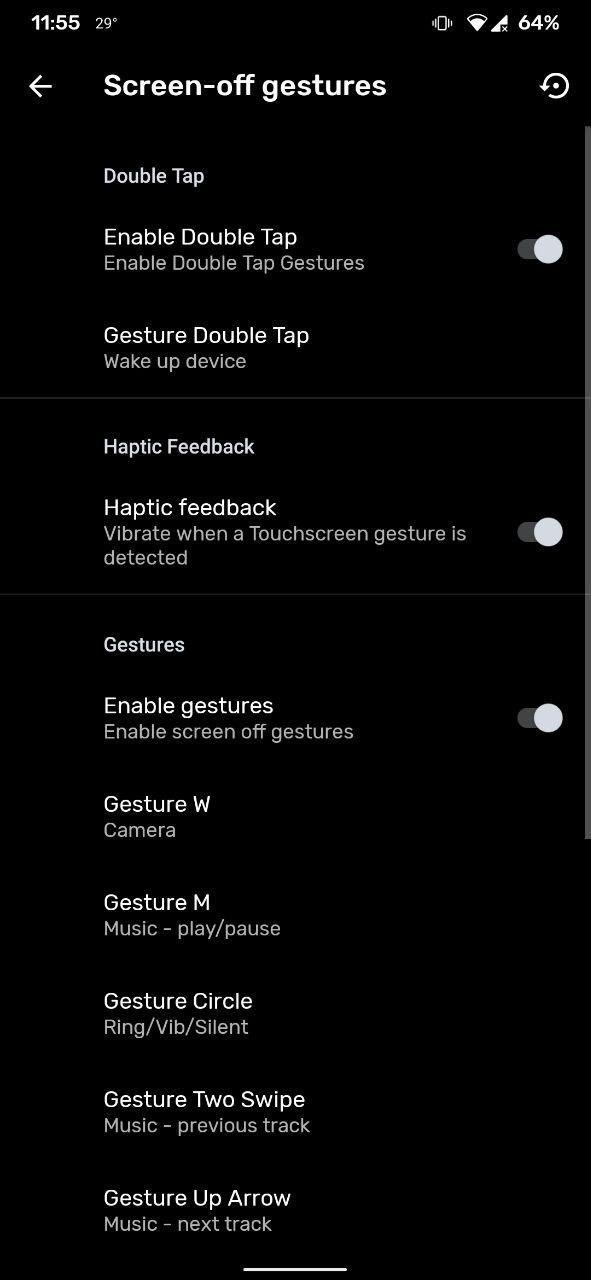 11:55 29° 64%
Screen-off gestures
Double Tap
Enable Double Tap
Enable Double Tap Gestures
Gesture Double Tap
Wake up device
Haptic Feedback
Haptic feedback
Vibrate when a Touchscreen gesture is
detected
Gestures
Enable gestures
Enable screen off gestures
Gesture W
Camera
Gesture M
Music - play/pause
Gesture Circle
Ring/Vib/Silent
Gesture Two Swipe
Music - previous track
Gesture Up Arrow
Music - next track